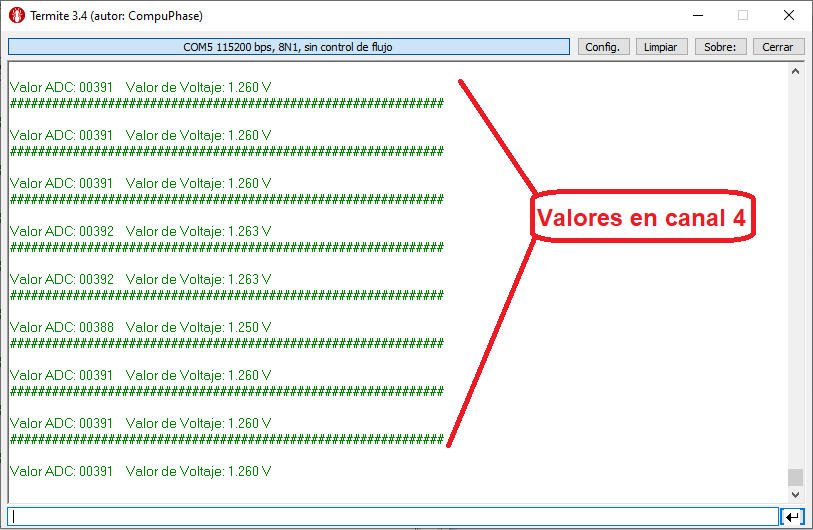 Termite 3.4 (autor: CompuPhase)
COM5 115200 bps, 8N1, sin control de flujo
Config.
Limpiar
Sobre:
Cerrar
Valor ADC: 00391 Valor de Voltaje: 1.260 V
##############################################################
Valor ADC: 00391 Valor de Voltaje: 1.260 V
##############################################################
Valor ADC: 00391 Valor de Voltaje: 1.260 V
##############################################################
Valor ADC: 00392 Valor de Voltaje: 1.263 V
##############################################################
Valor ADC: 00392 Valor de Voltaje: 1.263 V
##############################################################
Valor ADC: 00388 Valor de Voltaje: 1.250 V
##############################################################
Valor ADC: 00391 Valor de Voltaje: 1.260 V
##############################################################
Valor ADC: 00391 Valor de Voltaje: 1.260 V
##############################################################
Valor ADC: 00391 Valor de Voltaje: 1.260 V
Valores en canal 4